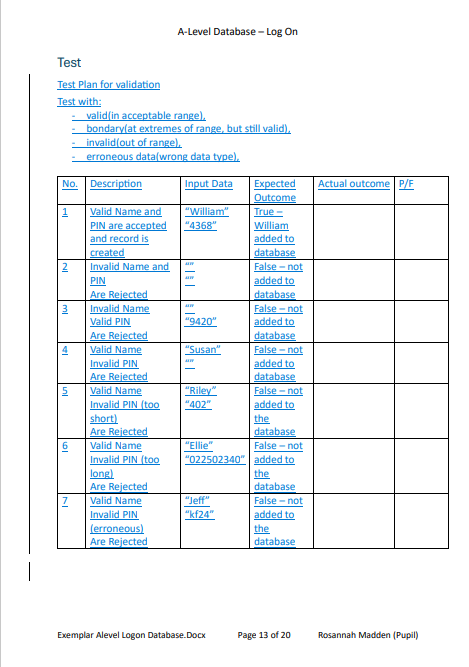 A-Level Database – Log On
Test
Test Plan for validation
Test with:
- valid(in acceptable range),
- bondary(at extremes of range, but still valid),
- invalid(out of range),
- erroneous data(wrong data type),
No. Description Input Data Expected Outcome Actual outcome P/F
1 Valid Name and PIN are accepted and record is created “William” “4368” True – William added to database
2 Invalid Name and PIN Are Rejected “” “” False – not added to database
3 Invalid Name Valid PIN Are Rejected “” “9420” False – not added to database
4 Valid Name Invalid PIN Are Rejected “Susan” “” False – not added to database
5 Valid Name Invalid PIN (too short) Are Rejected “Riley” “402” False – not added to the database
6 Valid Name Invalid PIN (too long) Are Rejected “Ellie” “022502340” False – not added to the database
7 Valid Name Invalid PIN (erroneous) Are Rejected “Jeff” “kf24” False – not added to the database
Exemplar Alevel Logon Database.Docx Page 13 of 20 Rosannah Madden (Pupil)